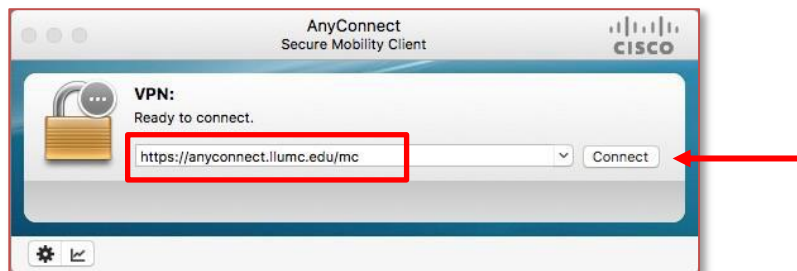 AnyConnect
Secure Mobility Client
CISCO
VPN:
Ready to connect.
https://anyconnect.llumc.edu/mc
Connect